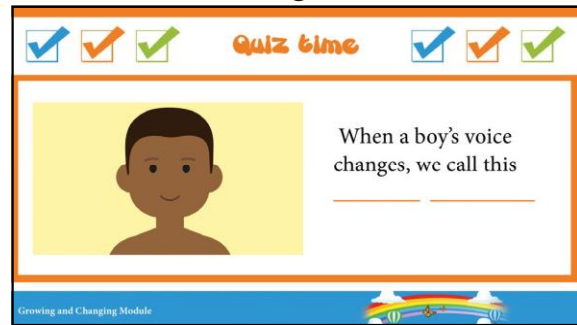 Quiz time
When a boy's voice
changes, we call this
Growing and Changing Module